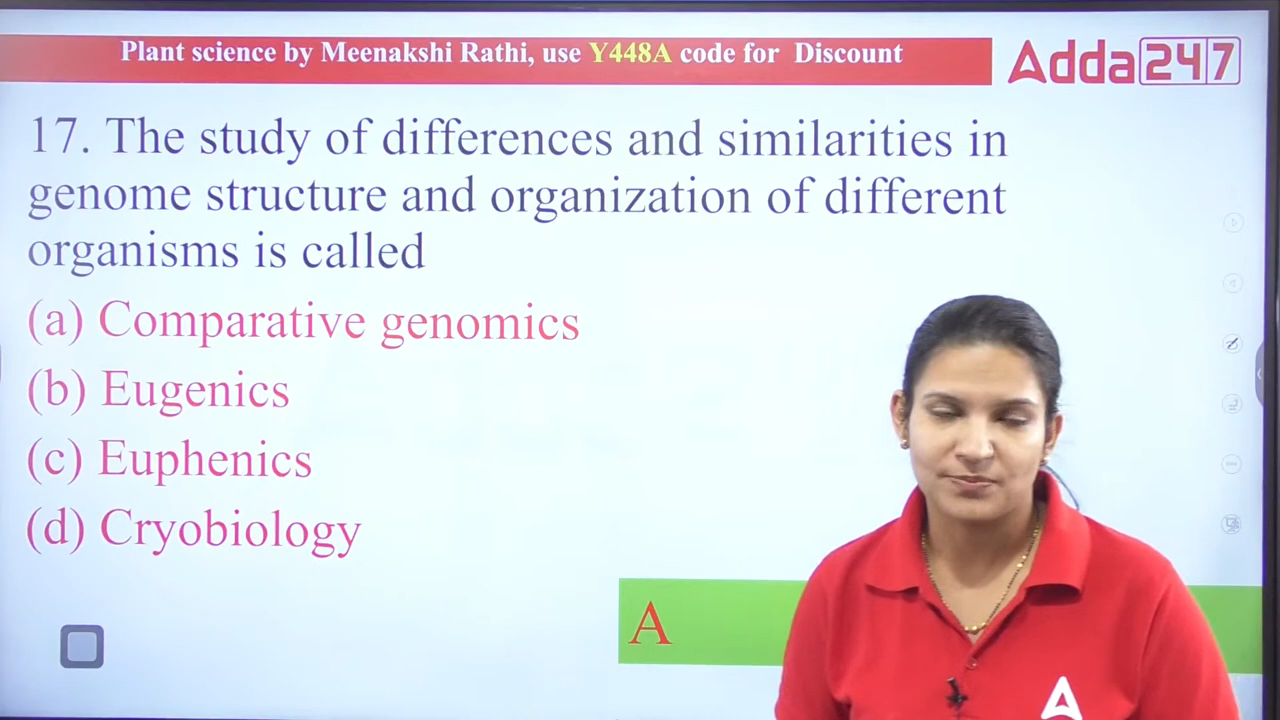 Plant science by Meenakshi Rathi, use Y448A code for Discount
Adda247
17. The study of differences and similarities in
genome structure and organization of different
organisms is called
(a) Comparative genomics
(b) Eugenics
(c) Euphenics
(d) Cryobiology
A